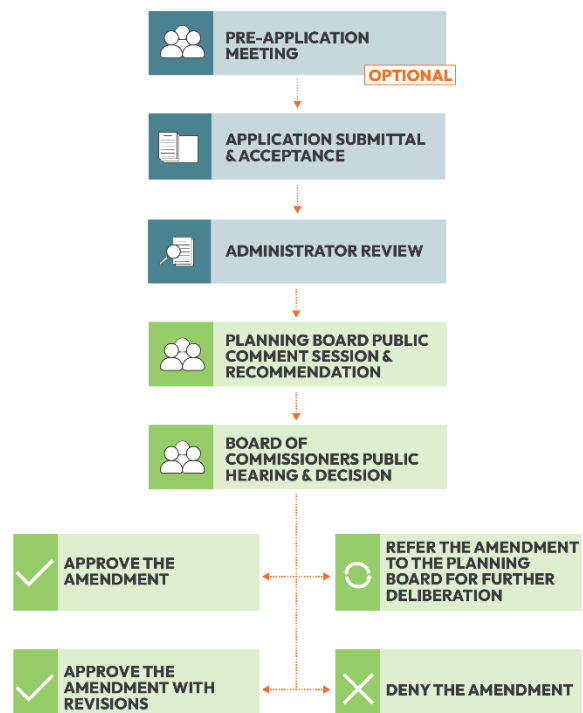 PRE-APPLICATION
MEETING
OPTIONAL
APPLICATION SUBMITTAL
& ACCEPTANCE
ADMINISTRATOR REVIEW
PLANNING BOARD PUBLIC
COMMENT SESSION &
RECOMMENDATION
BOARD OF
COMMISSIONERS PUBLIC
HEARING & DECISION
APPROVE THE
AMENDMENT
REFER THE AMENDMENT
TO THE PLANNING
BOARD FOR FURTHER
DELIBERATION
APPROVE THE
AMENDMENT WITH
REVISIONS
DENY THE AMENDMENT